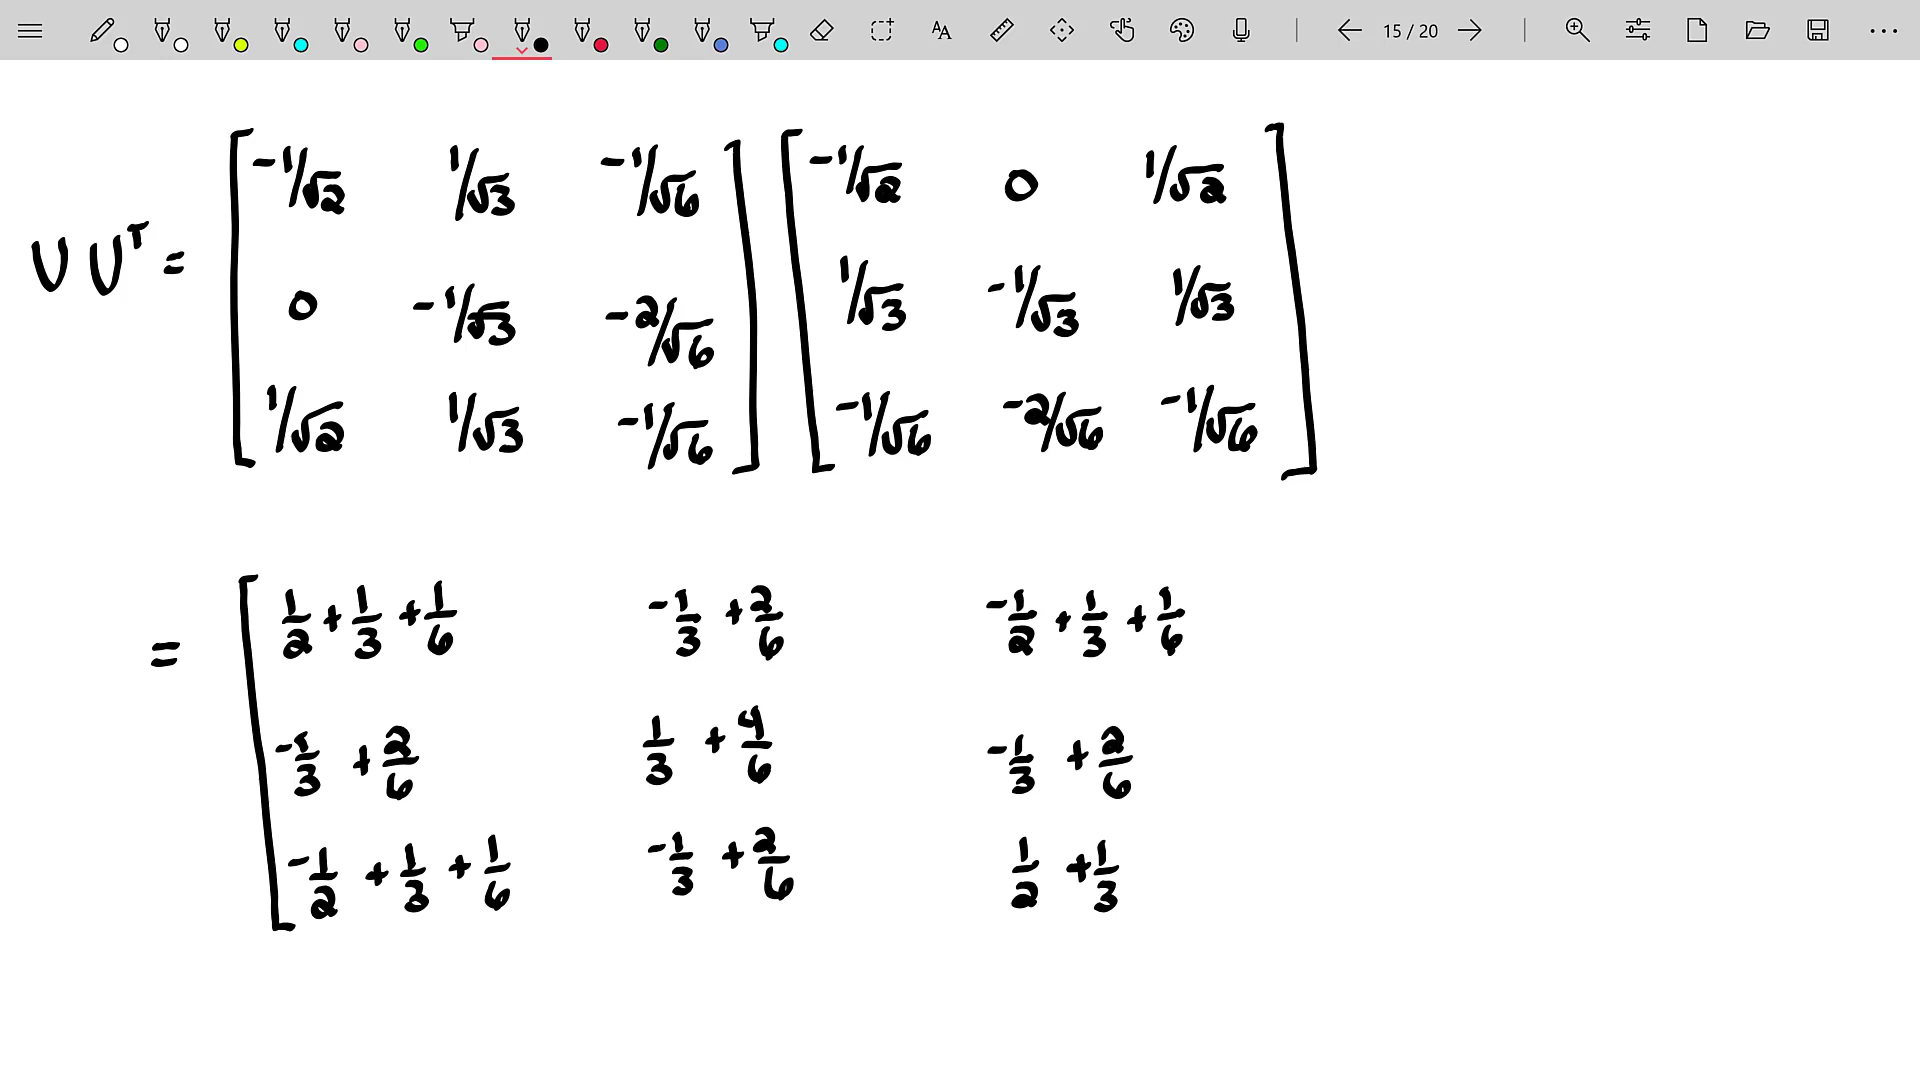 15 / 20
U Uᵀ = [ -1/√2 1/√3 -1/√6 ] [ -1/√2 0 1/√2 ]
0 -1/√3 -2/√6 1/√3 -1/√3 1/√3
1/√2 1/√3 -1/√6 -1/√6 -2/√6 -1/√6
= [ 1/2 + 1/3 + 1/6 -1/3 + 2/6 -1/2 + 1/3 + 1/6
-1/3 + 2/6 1/3 + 4/6 -1/3 + 2/6
-1/2 + 1/3 + 1/6 -1/3 + 2/6 1/2 + 1/3